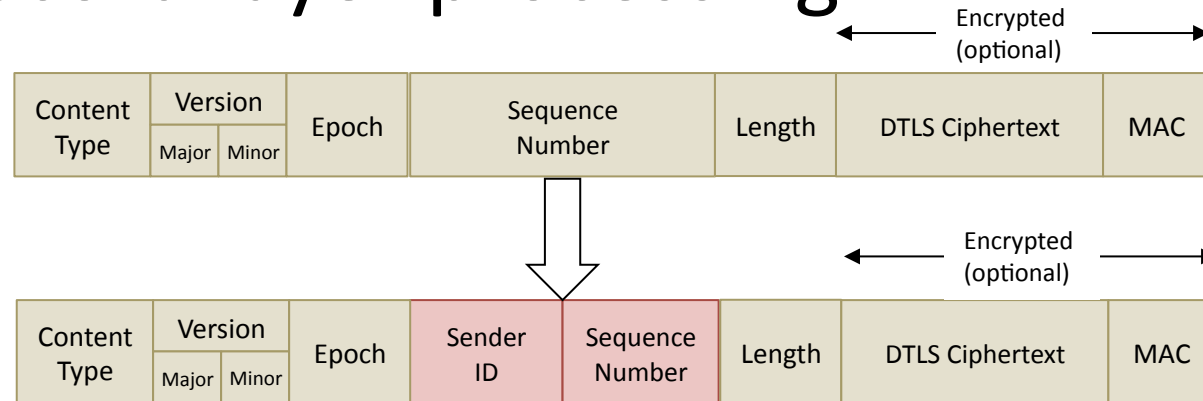 Encrypted
(optional)
Content
Type
Version
Major Minor
Epoch
Sequence
Number
Length
DTLS Ciphertext
MAC
Encrypted
(optional)
Content
Type
Version
Major Minor
Epoch
Sender
ID
Sequence
Number
Length
DTLS Ciphertext
MAC